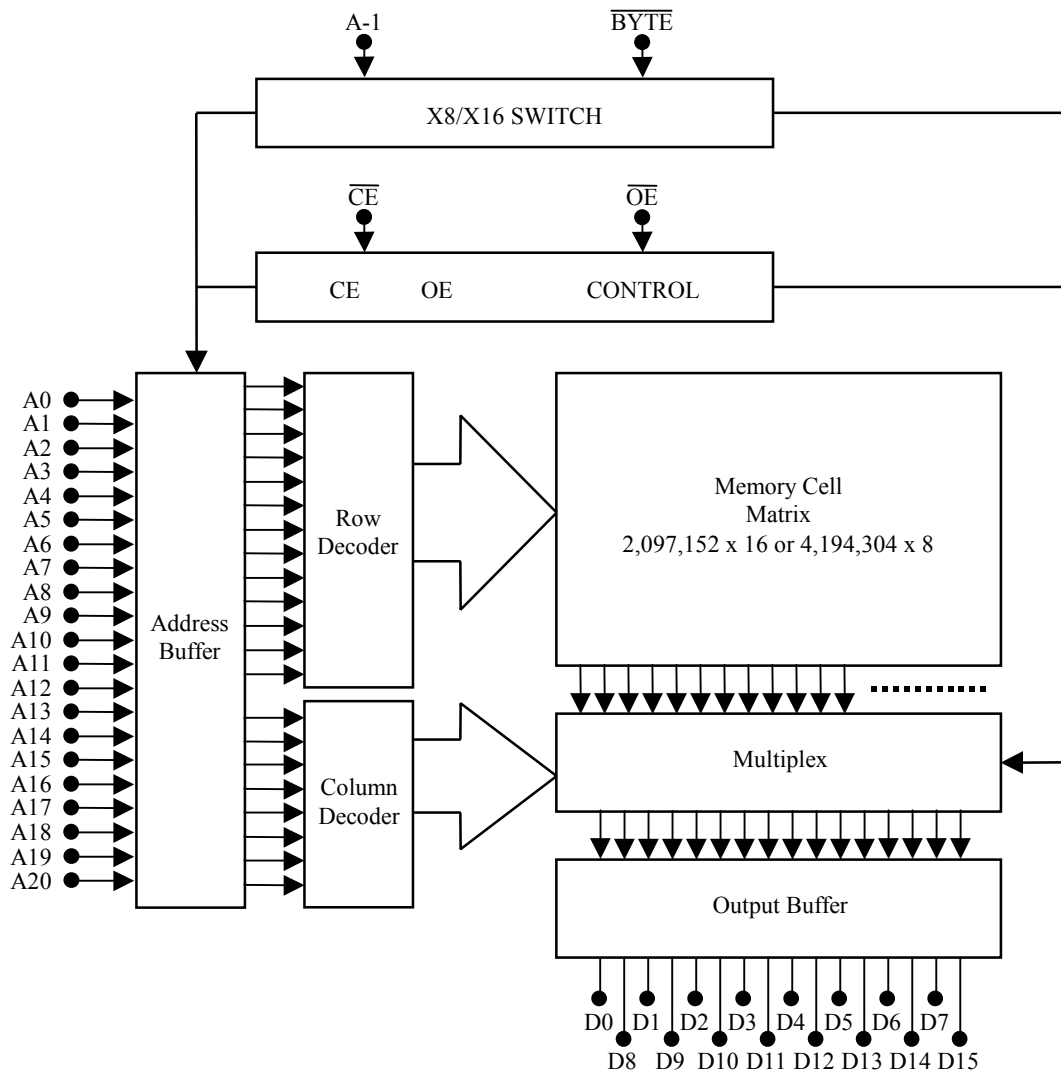 A-1 B̅Y̅T̅E̅
X8/X16 SWITCH
C̅E̅ O̅E̅
CE OE CONTROL
A0
A1
A2
A3
A4
A5
A6
A7
A8
A9
A10
A11
A12
A13
A14
A15
A16
A17
A18
A19
A20
Address
Buffer
Row
Decoder
Column
Decoder
Memory Cell
Matrix
2,097,152 x 16 or 4,194,304 x 8
Multiplex
Output Buffer
D0 D1 D2 D3 D4 D5 D6 D7
D8 D9 D10 D11 D12 D13 D14 D15